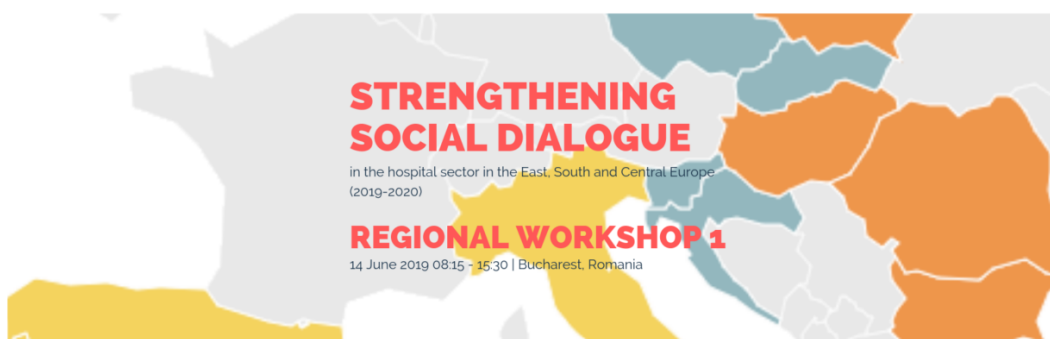 STRENGTHENING
SOCIAL DIALOGUE
in the hospital sector in the East, South and Central Europe
(2019-2020)
REGIONAL WORKSHOP 1
14 June 2019 08:15 - 15:30 | Bucharest, Romania